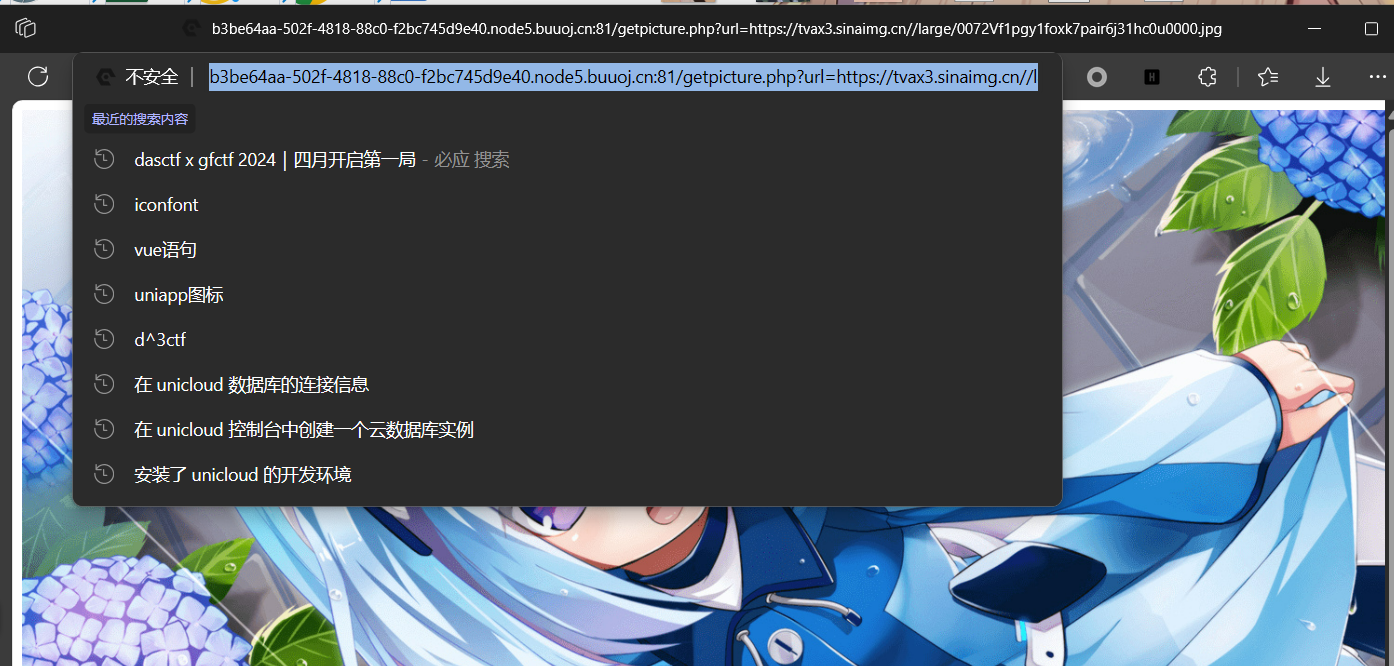 b3be64aa-502f-4818-88c0-f2bc745d9e40.node5.buuoj.cn:81/getpicture.php?url=https://tvax3.sinaimg.cn//large/0072Vf1pgy1foxk7pair6j31hc0u0000.jpg
不安全 | b3be64aa-502f-4818-88c0-f2bc745d9e40.node5.buuoj.cn:81/getpicture.php?url=https://tvax3.sinaimg.cn//l
最近的搜索内容
dasctf x gfctf 2024 | 四月开启第一局 - 必应 搜索
iconfont
vue语句
uniapp图标
d^3ctf
在 unicloud 数据库的连接信息
在 unicloud 控制台中创建一个云数据库实例
安装了 unicloud 的开发环境